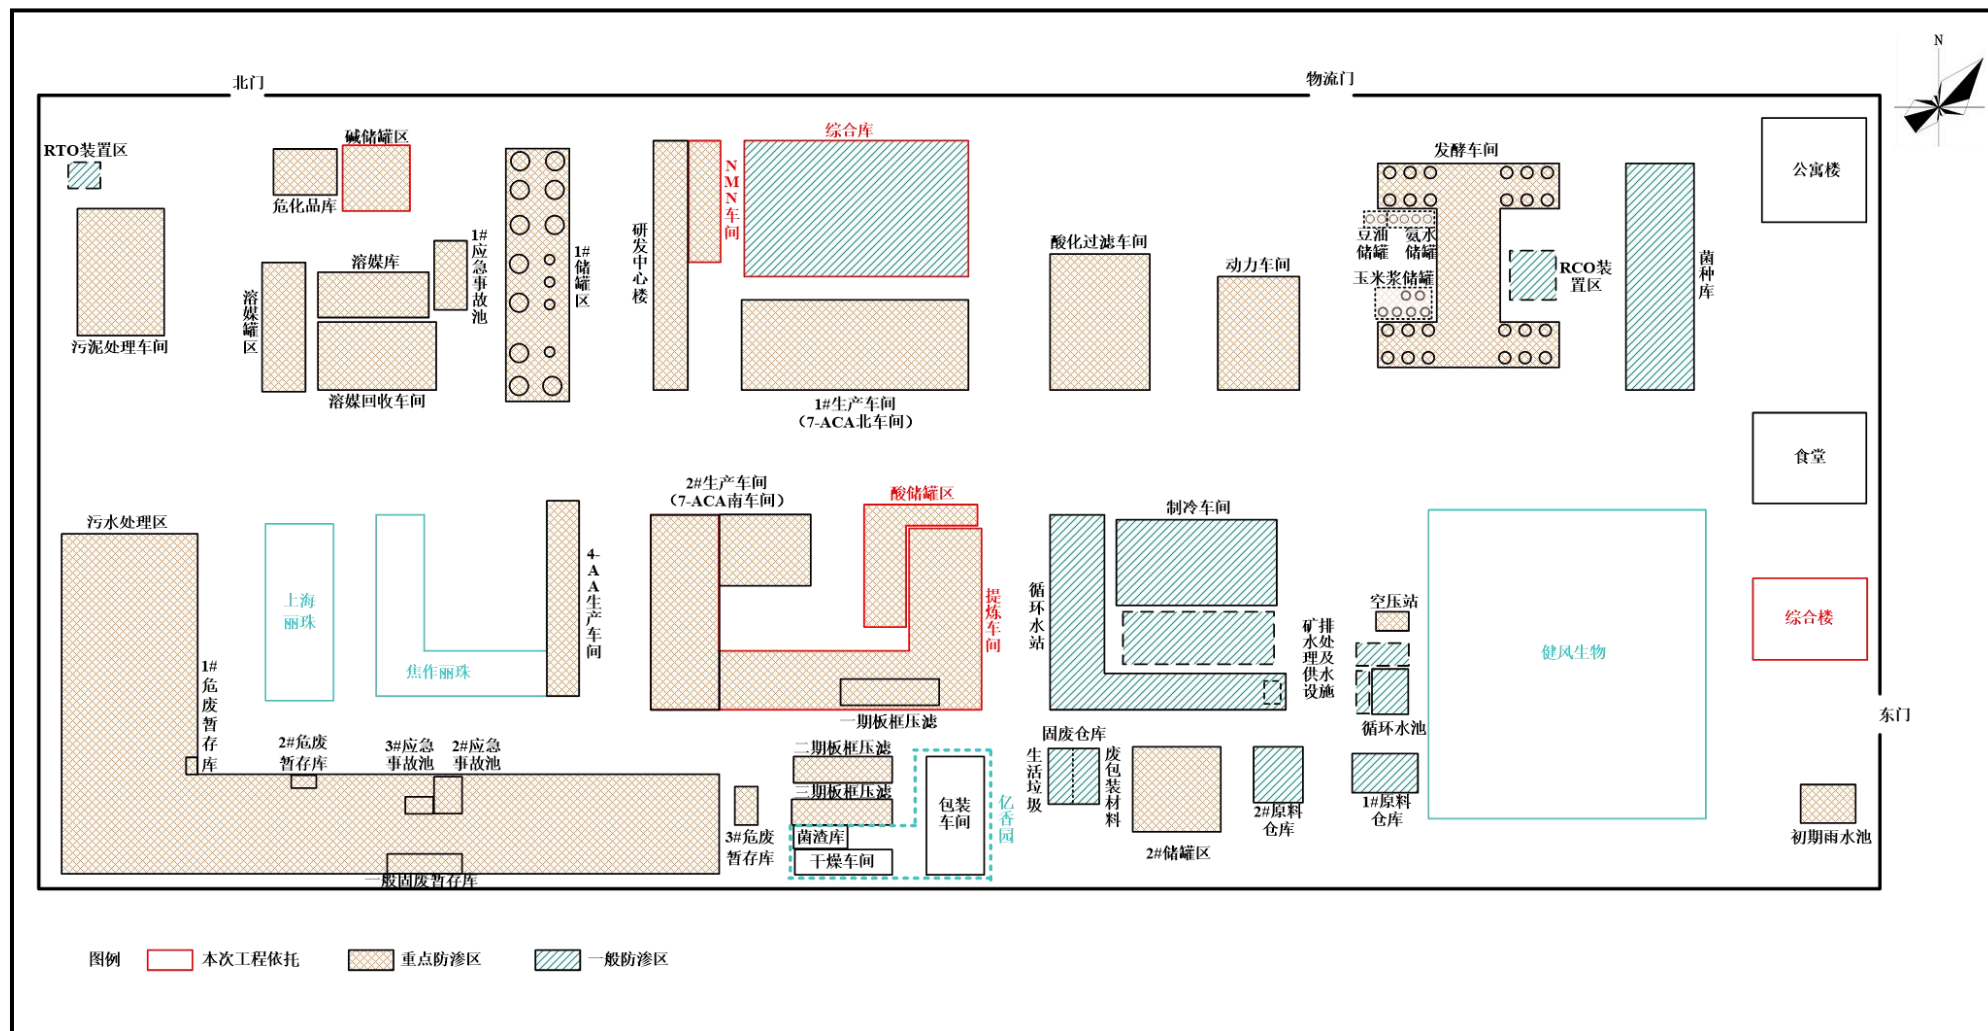 N
北门
物流门
RTO装置区
碱储罐区
综合库
发酵车间
公寓楼
危化品库
NMN车间
研发中心楼
1#应急事故池
1#储罐区
溶媒库
溶媒罐区
酸化过滤车间
动力车间
豆油
储罐
氨水
储罐
玉米浆储罐
RCO装
置区
菌种库
污泥处理车间
溶媒回收车间
1#生产车间
（7-ACA北车间）
食堂
污水处理区
2#生产车间
（7-ACA南车间）
酸储罐区
制冷车间
上海
丽珠
焦作丽珠
4-AA生产车间
提炼车间
循环水站
矿排
水处
理及
供水
设施
空压站
健风生物
综合楼
1#危废暂存库
一期板框压滤
循环水池
东门
2#危废
暂存库
3#应急
事故池
2#应急
事故池
二期板框压滤
三期板框压滤
固废仓库
生活垃圾
废包装材料
3#危废
暂存库
菌渣库
干燥车间
包装
车间
亿香园
2#储罐区
2#原料
仓库
1#原料
仓库
初期雨水池
一般固废暂存库
图例
本次工程依托
重点防渗区
一般防渗区